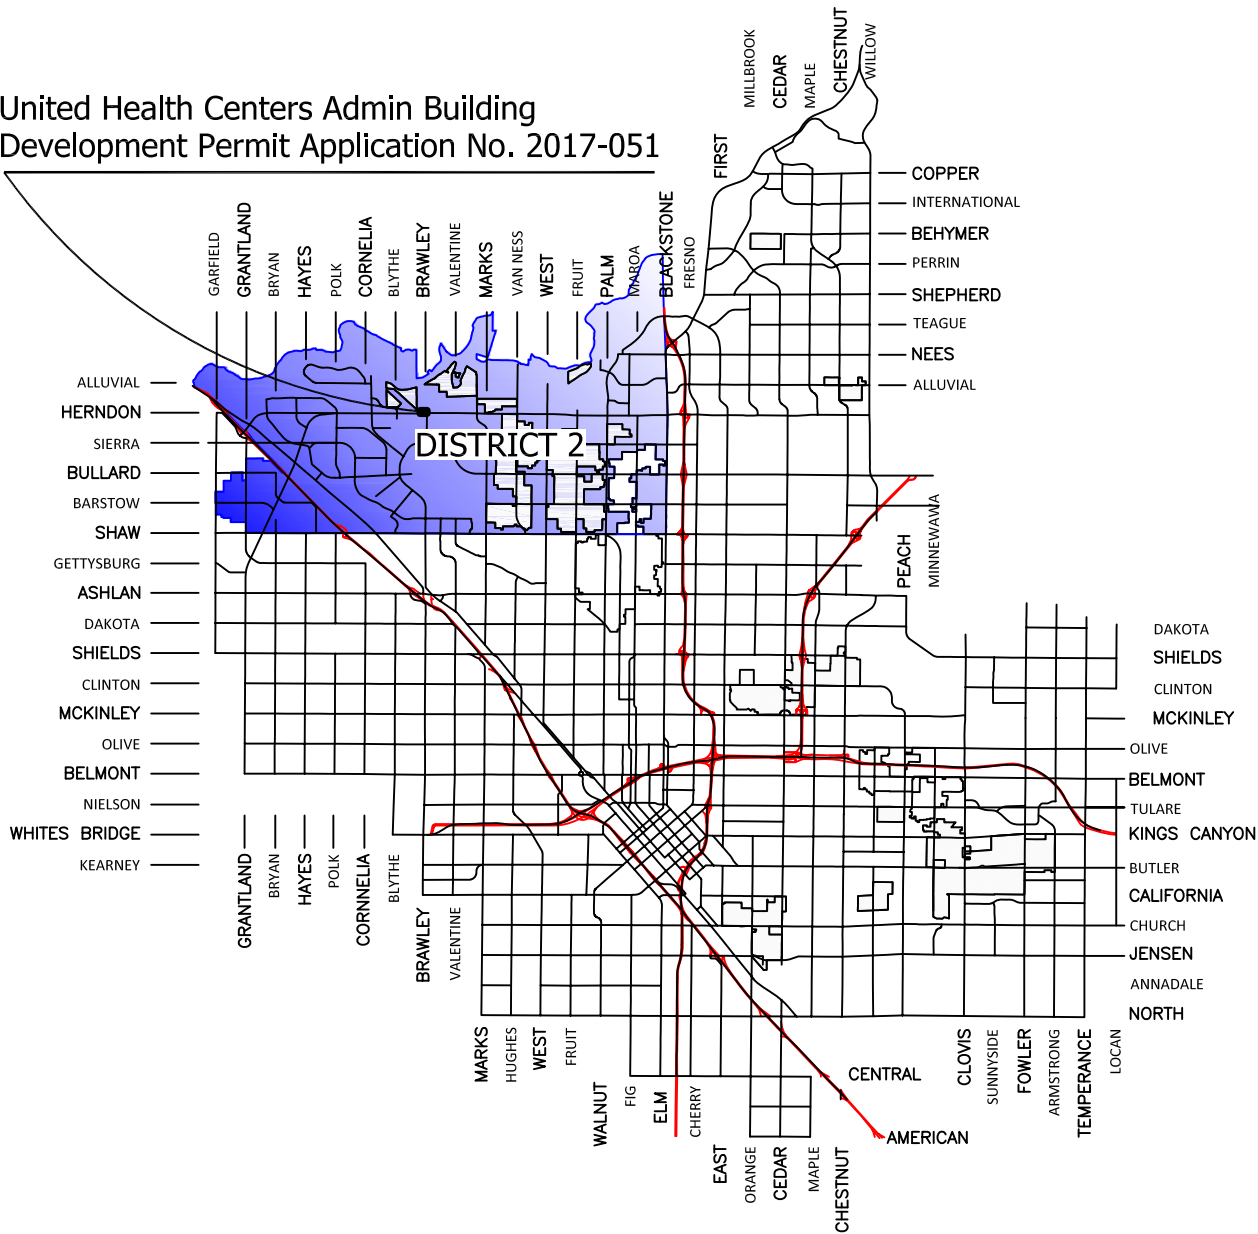 United Health Centers Admin Building
Development Permit Application No. 2017-051
MILLBROOK
CEDAR
MAPLE
CHESTNUT
WILLOW
FIRST
COPPER
INTERNATIONAL
BEHYMER
PERRIN
SHEPHERD
TEAGUE
NEES
ALLUVIAL
GARFIELD
GRANTLAND
BRYAN
HAYES
POLK
CORNELIA
BLYTHE
BRAWLEY
VALENTINE
MARKS
VAN NESS
WEST
FRUIT
PALM
MAROA
BLACKSTONE
FRESNO
ALLUVIAL
HERNDON
SIERRA
BULLARD
BARSTOW
SHAW
GETTYSBURG
ASHLAN
DAKOTA
SHIELDS
CLINTON
MCKINLEY
OLIVE
BELMONT
NIELSON
WHITES BRIDGE
KEARNEY
DISTRICT 2
PEACH
MINNEWAWA
DAKOTA
SHIELDS
CLINTON
MCKINLEY
OLIVE
BELMONT
TULARE
KINGS CANYON
BUTLER
CALIFORNIA
CHURCH
JENSEN
ANNADALE
NORTH
GRANTLAND
BRYAN
HAYES
POLK
CORNNELIA
BLYTHE
BRAWLEY
VALENTINE
MARKS
HUGHES
WEST
FRUIT
WALNUT
FIG
ELM
CHERRY
EAST
ORANGE
CEDAR
MAPLE
CHESTNUT
CENTRAL
AMERICAN
CLOVIS
SUNNYSIDE
FOWLER
ARMSTRONG
TEMPERANCE
LOCAN